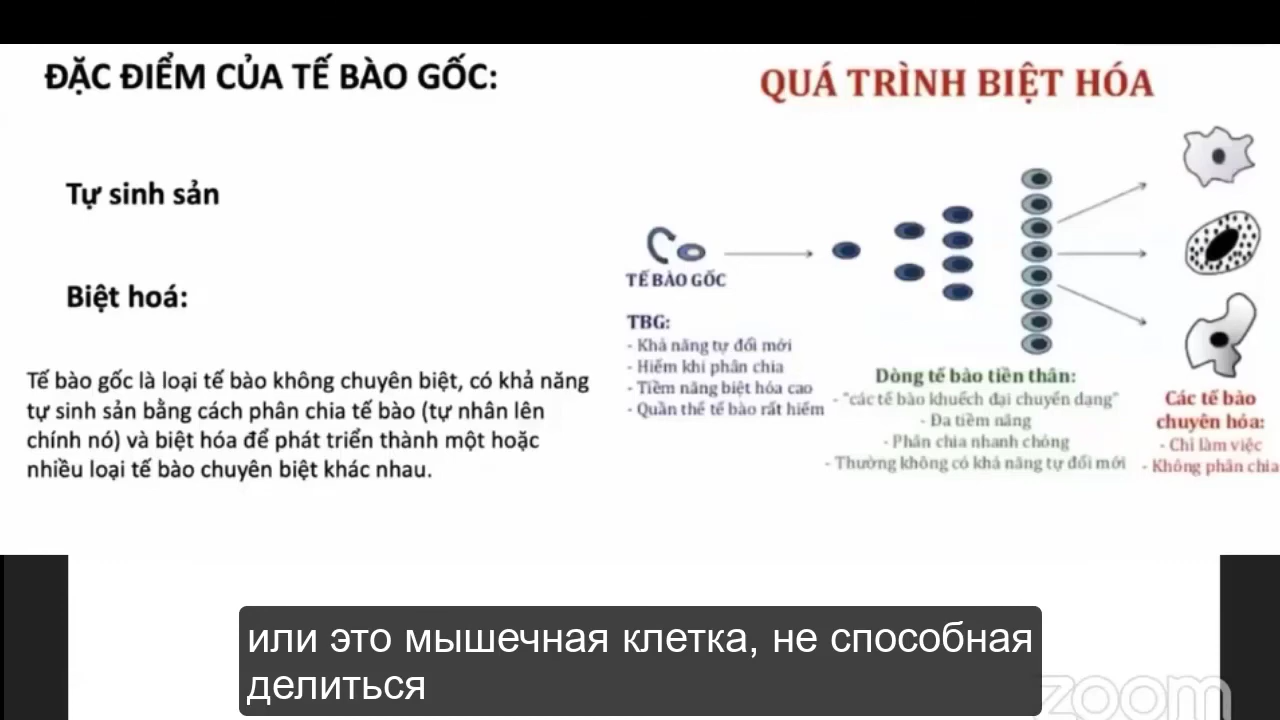 ĐẶC ĐIỂM CỦA TẾ BÀO GỐC:
Tự sinh sản
Biệt hoá:
Tế bào gốc là loại tế bào không chuyên biệt, có khả năng
tự sinh sản bằng cách phân chia tế bào (tự nhân lên
chính nó) và biệt hóa để phát triển thành một hoặc
nhiều loại tế bào chuyên biệt khác nhau.
QUÁ TRÌNH BIỆT HÓA
TẾ BÀO GỐC
TBG:
- Khả năng tự đổi mới
- Hiếm khi phân chia
- Tiềm năng biệt hóa cao
- Quần thể tế bào rất hiếm
Dòng tế bào tiền thân:
- "các tế bào khuếch đại chuyển dạng"
- Đa tiềm năng
- Phân chia nhanh chóng
- Thường không có khả năng tự đổi mới
Các tế bào
chuyên hóa:
- Chỉ làm việc
- Không phân chia
или это мышечная клетка, не способная
делиться
zoom